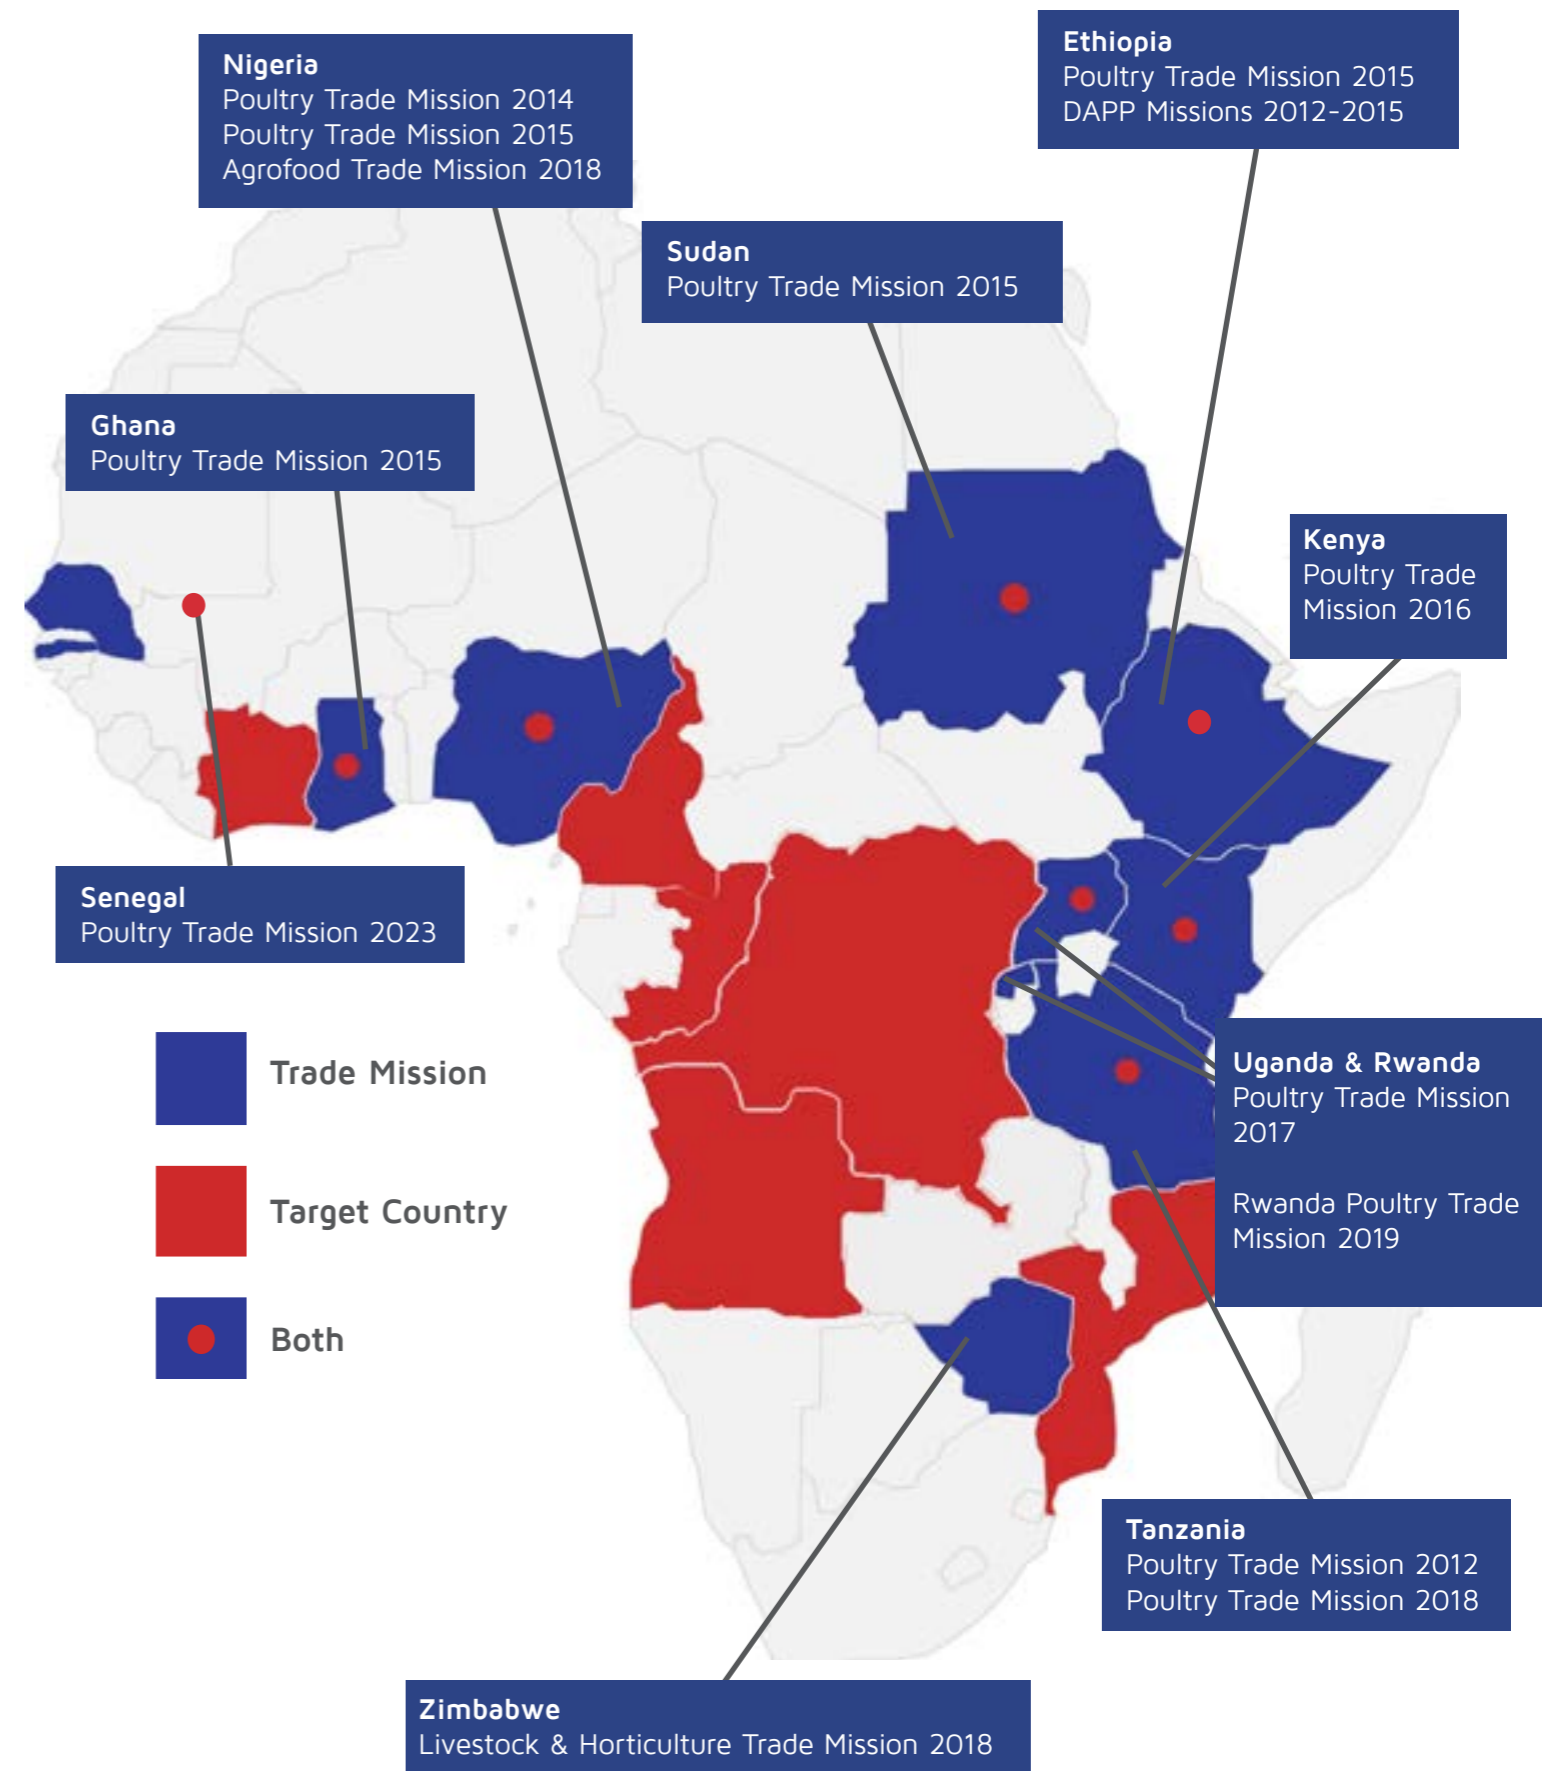 Nigeria
Poultry Trade Mission 2014
Poultry Trade Mission 2015
Agrofood Trade Mission 2018
Ethiopia
Poultry Trade Mission 2015
DAPP Missions 2012-2015
Sudan
Poultry Trade Mission 2015
Ghana
Poultry Trade Mission 2015
Kenya
Poultry Trade
Mission 2016
Senegal
Poultry Trade Mission 2023
Trade Mission
Target Country
Both
Uganda & Rwanda
Poultry Trade Mission
2017
Rwanda Poultry Trade
Mission 2019
Tanzania
Poultry Trade Mission 2012
Poultry Trade Mission 2018
Zimbabwe
Livestock & Horticulture Trade Mission 2018